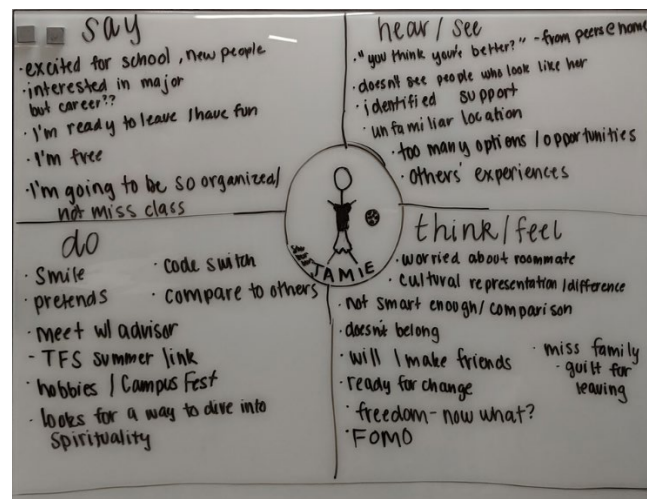 say
· excited for school, new people
· interested in major
but career??
· I'm ready to leave / have fun
· I'm free
· I'm going to be so organized/
not miss class
hear / see
· "you think you're better?" - from peers @ home
· doesn't see people who look like her
· identified support
· unfamiliar location
· too many options / opportunities
· others' experiences
JAMIE
do
· Smile
· pretends
· code switch
· compare to others
· meet w/ advisor
- TFS summer link
· hobbies / Campus Fest
· looks for a way to dive into
Spirituality
think/feel
· worried about roommate
· cultural representation /difference
· not smart enough / comparison
· doesn't belong
· will I make friends
· ready for change
· freedom - now what?
· FOMO
· miss family
- guilt for
leaving